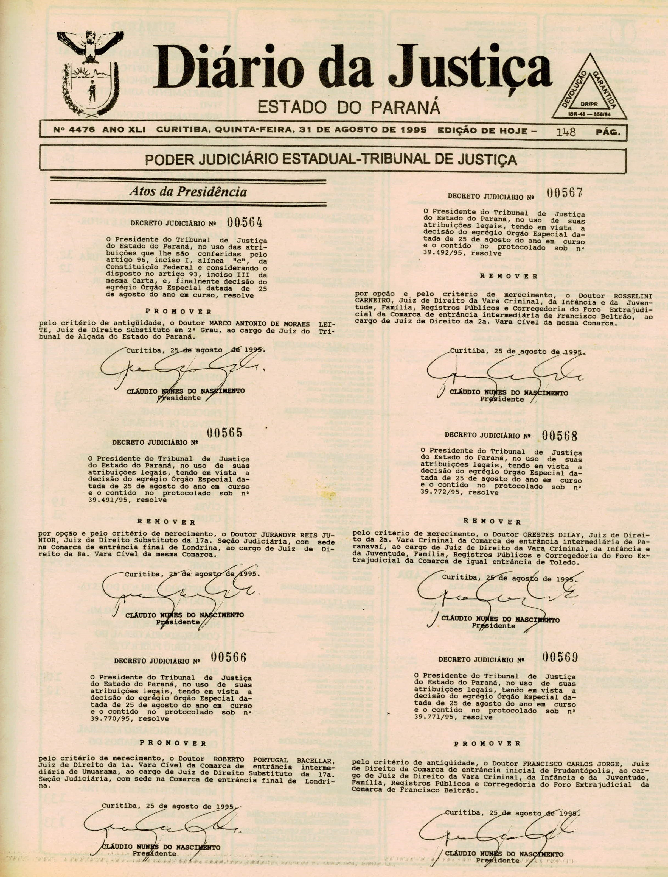 Diário da Justiça
ESTADO DO PARANÁ
DEVOLUÇÃO GARANTIDA
DR/PR
Nº 4476 ANO XLI CURITIBA, QUINTA-FEIRA, 31 DE AGOSTO DE 1995 EDIÇÃO DE HOJE – 148 PÁG.
PODER JUDICIÁRIO ESTADUAL-TRIBUNAL DE JUSTIÇA
Atos da Presidência
DECRETO JUDICIÁRIO Nº 00564
O Presidente do Tribunal de Justiça
do Estado do Paraná, no uso das atri-
buições que lhe são conferidas pelo
artigo 96, inciso I, alínea "c", da
Constituição Federal e considerando o
disposto no artigo 93, inciso III da
mesma Carta, e, finalmente decisão do
egrégio Órgão Especial datada de 25
de agosto do ano em curso, resolve
P R O M O V E R
pelo critério de antigüidade, o Doutor MARCO ANTONIO DE MORAES LEI-
TE, Juiz de Direito Substituto em 2º Grau, ao cargo de Juiz do Tri-
bunal de Alçada do Estado do Paraná.
Curitiba, 25 de agosto de 1995.
CLÁUDIO NUNES DO NASCIMENTO
Presidente
DECRETO JUDICIÁRIO Nº 00565
O Presidente do Tribunal de Justiça
do Estado do Paraná, no uso de suas
atribuições legais, tendo em vista a
decisão do egrégio Órgão Especial da-
tada de 25 de agosto do ano em curso
e o contido no protocolado sob nº
39.491/95, resolve
R E M O V E R
por opção e pelo critério de merecimento, o Doutor JURANDYR REIS JU-
NIOR, Juiz de Direito Substituto da 17a. Seção Judiciária, com sede
na Comarca de entrância final de Londrina, ao cargo de Juiz de Di-
reito da 8a. Vara Cível da mesma Comarca.
Curitiba, 25 de agosto de 1995.
CLÁUDIO NUNES DO NASCIMENTO
Presidente
DECRETO JUDICIÁRIO Nº 00566
O Presidente do Tribunal de Justiça
do Estado do Paraná, no uso de suas
atribuições legais, tendo em vista a
decisão do egrégio Órgão Especial da-
tada de 25 de agosto do ano em curso
e o contido no protocolado sob nº
39.770/95, resolve
P R O M O V E R
pelo critério de merecimento, o Doutor ROBERTO PORTUGAL BACELLAR,
Juiz de Direito da 1a. Vara Cível da Comarca de entrância interme-
diária de Umuarama, ao cargo de Juiz de Direito Substituto da 17a.
Seção Judiciária, com sede na Comarca de entrância final de Londri-
na.
Curitiba, 25 de agosto de 1995
CLÁUDIO NUNES DO NASCIMENTO
Presidente
DECRETO JUDICIÁRIO Nº 00567
O Presidente do Tribunal de Justiça
do Estado do Paraná, no uso de suas
atribuições legais, tendo em vista a
decisão do egrégio Órgão Especial da-
tada de 25 de agosto do ano em curso
e o contido no protocolado sob nº
39.492/95, resolve
R E M O V E R
por opção e pelo critério de merecimento, o Doutor ROSSELINI
CARNEIRO, Juiz de Direito da Vara Criminal, da Infância e da Juven-
tude, Família, Registros Públicos e Corregedoria do Foro Extrajudi-
cial da Comarca de entrância intermediária de Francisco Beltrão, ao
cargo de Juiz de Direito da 2a. Vara Cível da mesma Comarca.
Curitiba, 25 de agosto de 1995.
CLÁUDIO NUNES DO NASCIMENTO
Presidente
DECRETO JUDICIÁRIO Nº 00568
O Presidente do Tribunal de Justiça
do Estado do Paraná, no uso de suas
atribuições legais, tendo em vista a
decisão do egrégio Órgão Especial da-
tada de 25 de agosto do ano em curso
e o contido no protocolado sob nº
39.772/95, resolve
R E M O V E R
pelo critério de merecimento, o Doutor ORESTES DILAY, Juiz de Direi-
to da 2a. Vara Criminal da Comarca de entrância intermediária de Pa-
ranavaí, ao cargo de Juiz de Direito da Vara Criminal, da Infância e
da Juventude, Família, Registros Públicos e Corregedoria do Foro Ex-
trajudicial da Comarca de igual entrância de Toledo.
Curitiba, 25 de agosto de 1995.
CLÁUDIO NUNES DO NASCIMENTO
Presidente
DECRETO JUDICIÁRIO Nº 00569
O Presidente do Tribunal de Justiça
do Estado do Paraná, no uso de suas
atribuições legais, tendo em vista a
decisão do egrégio Órgão Especial da-
tada de 25 de agosto do ano em curso
e o contido no protocolado sob nº
39.771/95, resolve
P R O M O V E R
pelo critério de antigüidade, o Doutor FRANCISCO CARLOS JORGE, Juiz
de Direito da Comarca de entrância inicial de Prudentópolis, ao car-
go de Juiz de Direito da Vara Criminal, da Infância e da Juventude,
Família, Registros Públicos e Corregedoria do Foro Extrajudicial da
Comarca de Francisco Beltrão.
Curitiba, 25 de agosto de 1995.
CLÁUDIO NUNES DO NASCIMENTO
Presidente